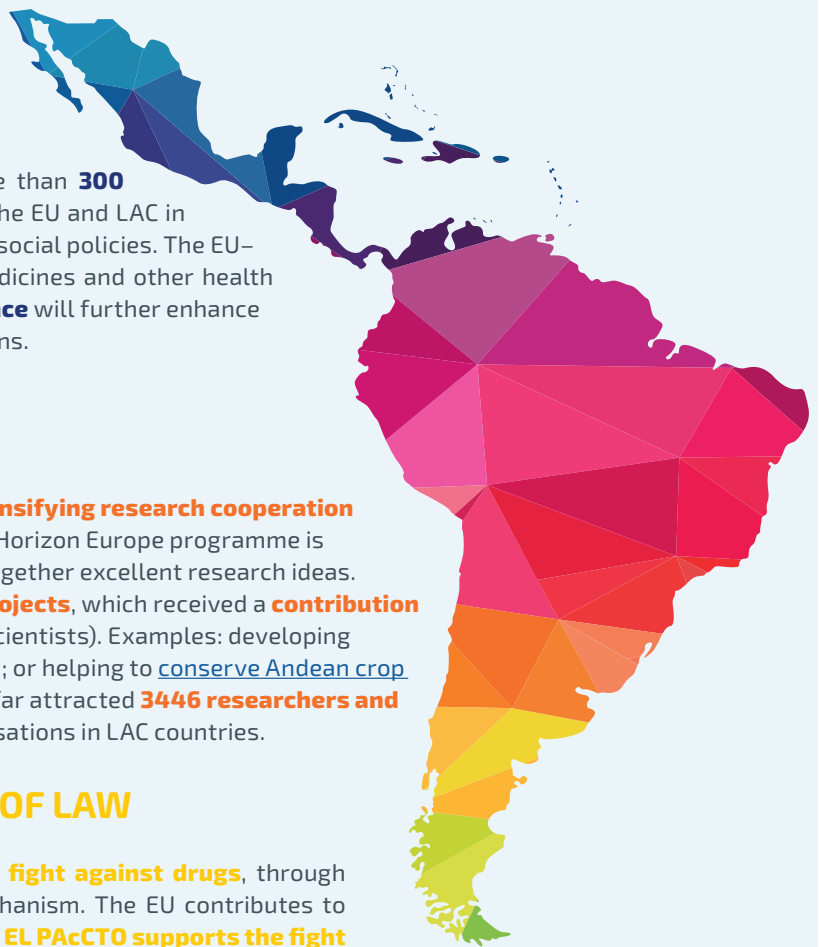 e than 300
he EU and LAC in
social policies. The EU–
dicines and other health
nce will further enhance
ns.
nsifying research cooperation
Horizon Europe programme is
gether excellent research ideas.
ojects, which received a contribution
cientists). Examples: developing
; or helping to conserve Andean crop
far attracted 3446 researchers and
sations in LAC countries.
OF LAW
fight against drugs, through
hanism. The EU contributes to
EL PAcCTO supports the fight